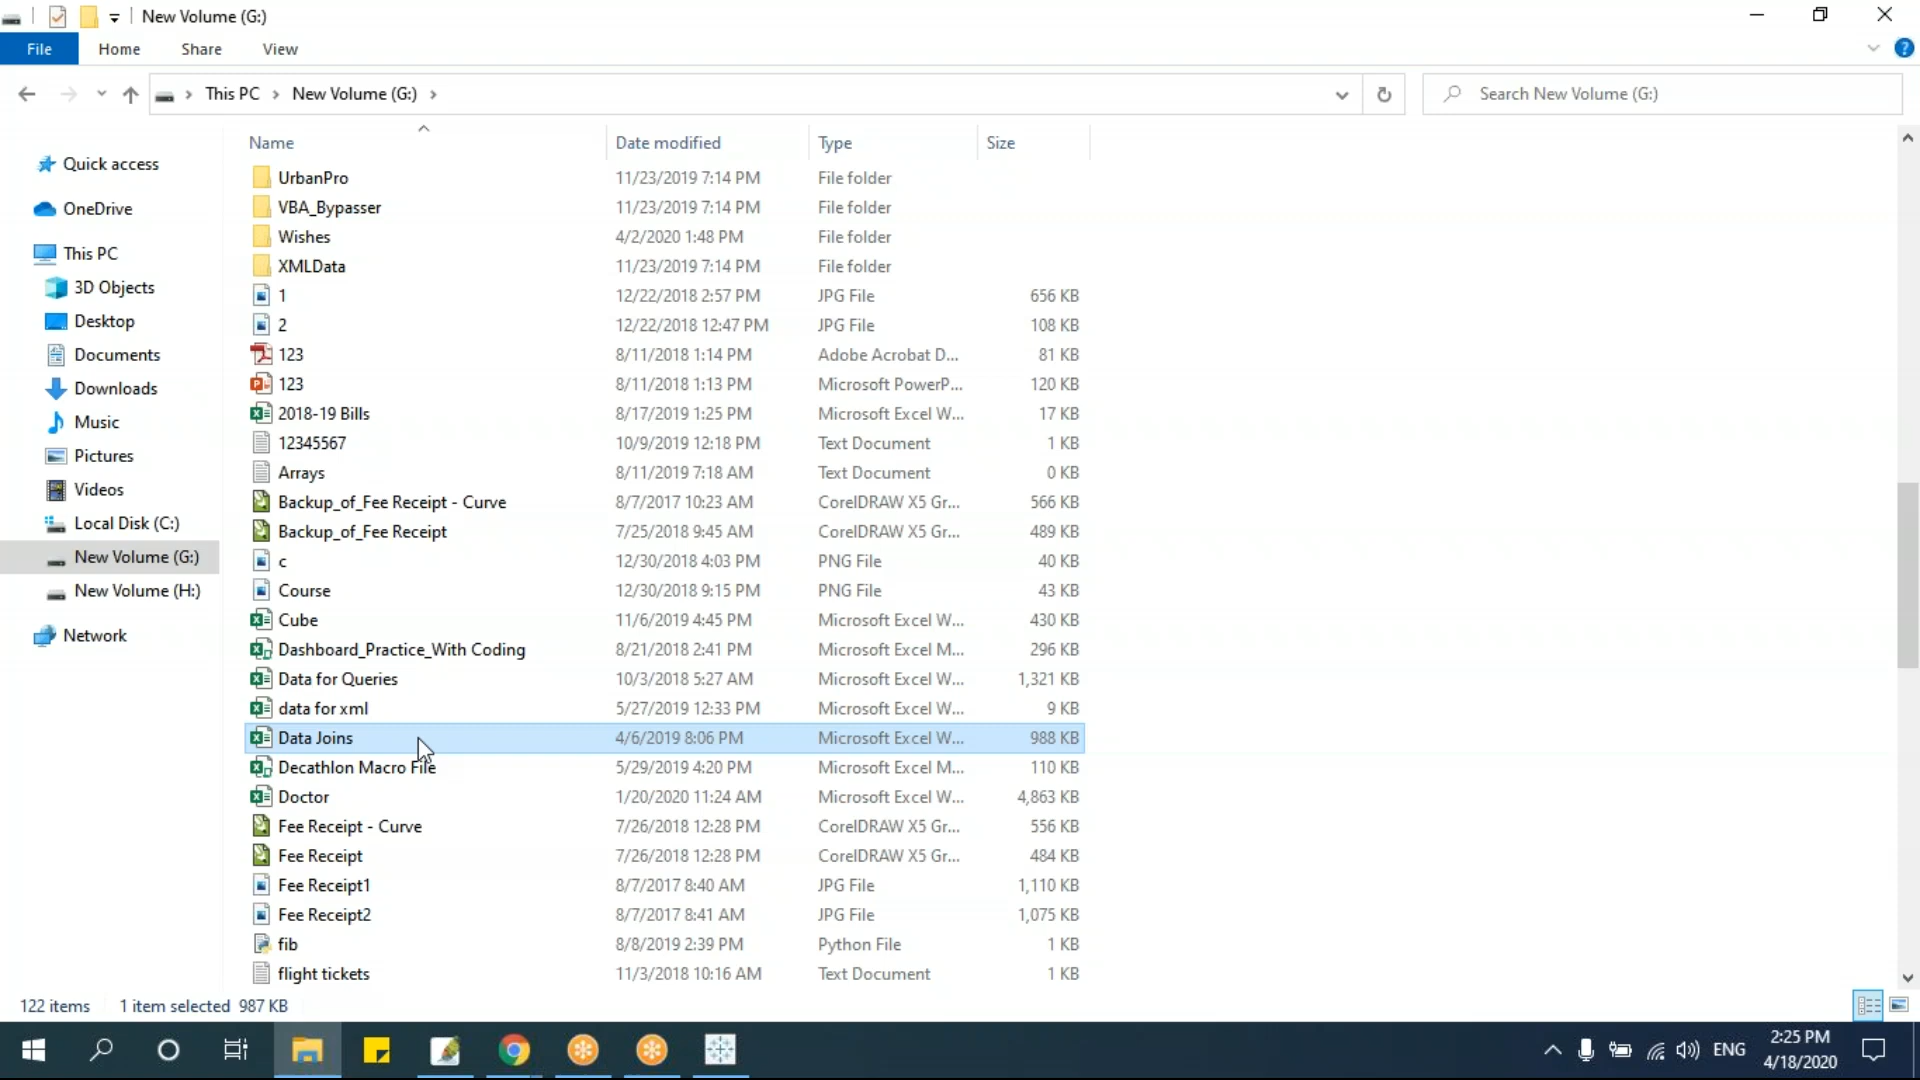 New Volume (G:)
File Home Share View
This PC New Volume (G:)
Search New Volume (G:)
Name Date modified Type Size
Quick access
OneDrive
This PC
3D Objects
Desktop
Documents
Downloads
Music
Pictures
Videos
Local Disk (C:)
New Volume (G:)
New Volume (H:)
Network
UrbanPro 11/23/2019 7:14 PM File folder
VBA_Bypasser 11/23/2019 7:14 PM File folder
Wishes 4/2/2020 1:48 PM File folder
XMLData 11/23/2019 7:14 PM File folder
1 12/22/2018 2:57 PM JPG File 656 KB
2 12/22/2018 12:47 PM JPG File 108 KB
123 8/11/2018 1:14 PM Adobe Acrobat D... 81 KB
123 8/11/2018 1:13 PM Microsoft PowerP... 120 KB
2018-19 Bills 8/17/2019 1:25 PM Microsoft Excel W... 17 KB
12345567 10/9/2019 12:18 PM Text Document 1 KB
Arrays 8/11/2019 7:18 AM Text Document 0 KB
Backup_of_Fee Receipt - Curve 8/7/2017 10:23 AM CorelDRAW X5 Gr... 566 KB
Backup_of_Fee Receipt 7/25/2018 9:45 AM CorelDRAW X5 Gr... 489 KB
c 12/30/2018 4:03 PM PNG File 40 KB
Course 12/30/2018 9:15 PM PNG File 43 KB
Cube 11/6/2019 4:45 PM Microsoft Excel W... 430 KB
Dashboard_Practice_With Coding 8/21/2018 2:41 PM Microsoft Excel M... 296 KB
Data for Queries 10/3/2018 5:27 AM Microsoft Excel W... 1,321 KB
data for xml 5/27/2019 12:33 PM Microsoft Excel W... 9 KB
Data Joins 4/6/2019 8:06 PM Microsoft Excel W... 988 KB
Decathlon Macro File 5/29/2019 4:20 PM Microsoft Excel M... 110 KB
Doctor 1/20/2020 11:24 AM Microsoft Excel W... 4,863 KB
Fee Receipt - Curve 7/26/2018 12:28 PM CorelDRAW X5 Gr... 556 KB
Fee Receipt 7/26/2018 12:28 PM CorelDRAW X5 Gr... 484 KB
Fee Receipt1 8/7/2017 8:40 AM JPG File 1,110 KB
Fee Receipt2 8/7/2017 8:41 AM JPG File 1,075 KB
fib 8/8/2019 2:39 PM Python File 1 KB
flight tickets 11/3/2018 10:16 AM Text Document 1 KB
122 items 1 item selected 987 KB
ENG
2:25 PM
4/18/2020